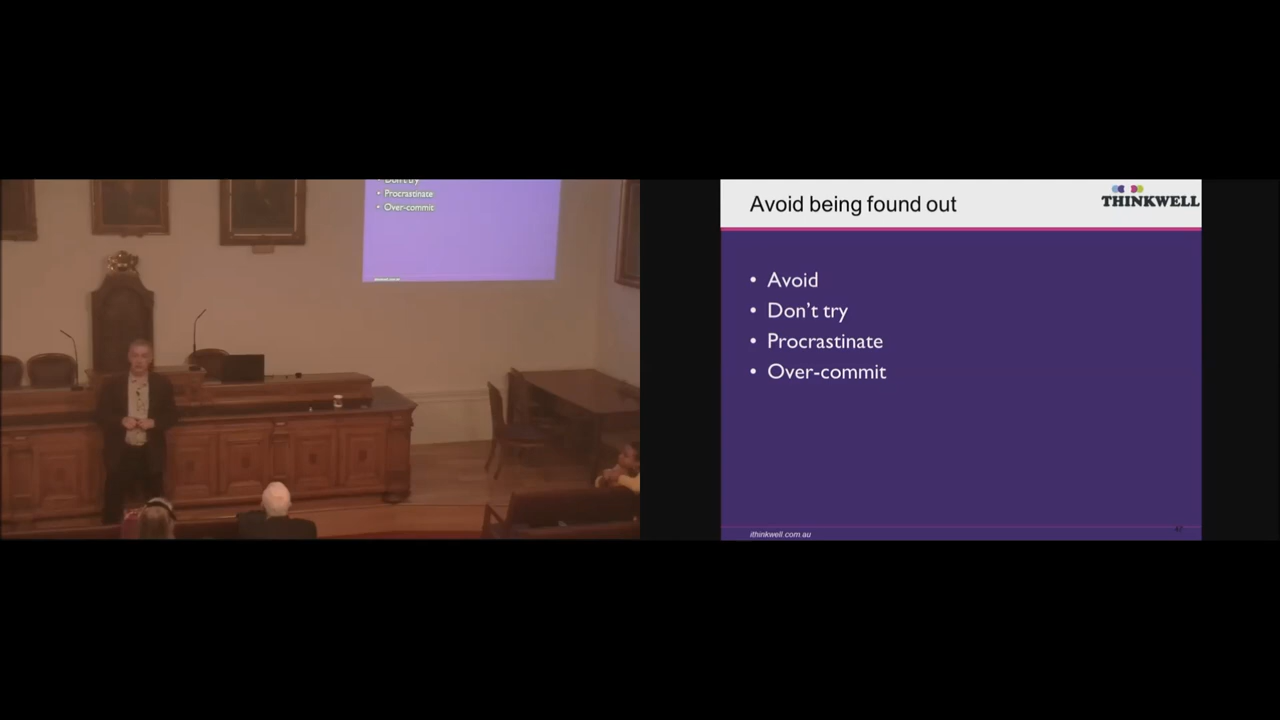 Don't try
• Procrastinate
• Over-commit
Avoid being found out
THINKWELL
• Avoid
• Don't try
• Procrastinate
• Over-commit
ithinkwell.com.au